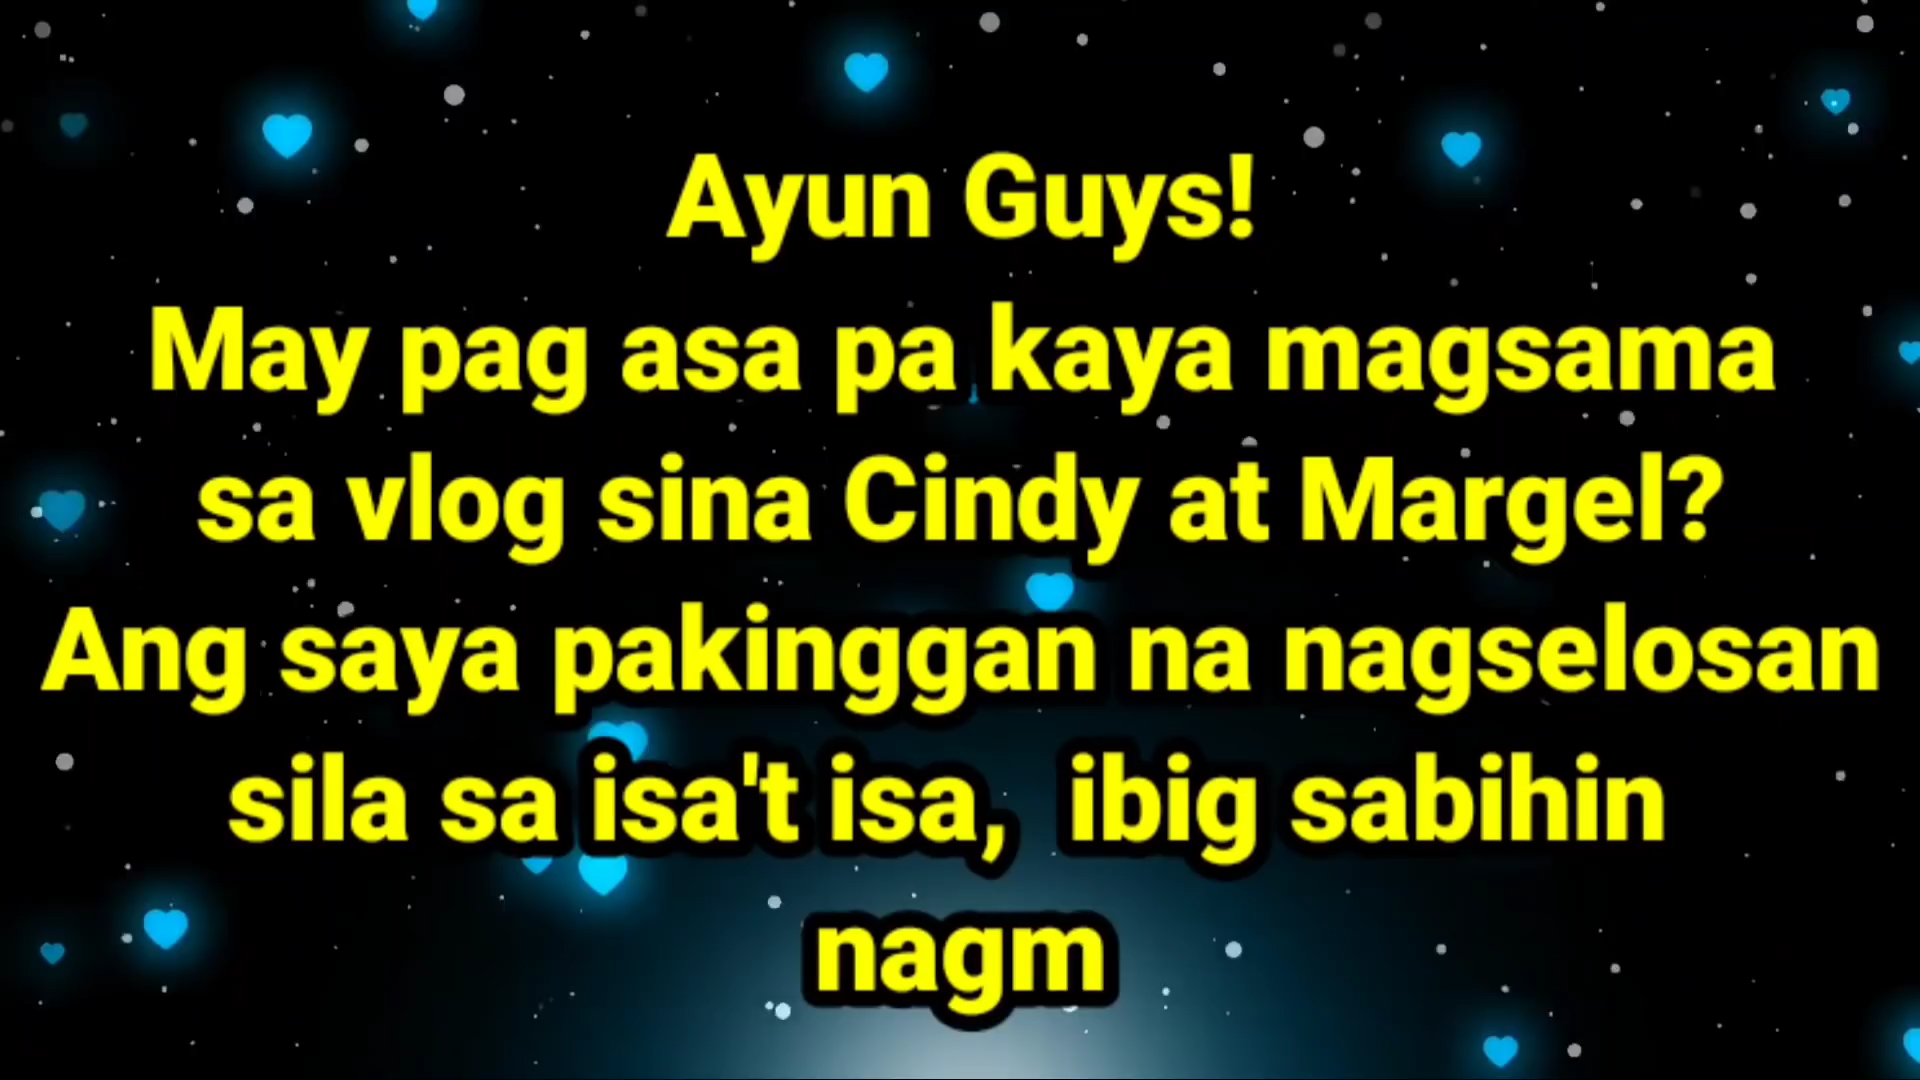 Ayun Guys!
May pag asa pa kaya magsama
sa vlog sina Cindy at Margel?
Ang saya pakinggan na nagselosan
sila sa isa't isa,  ibig sabihin
nagm